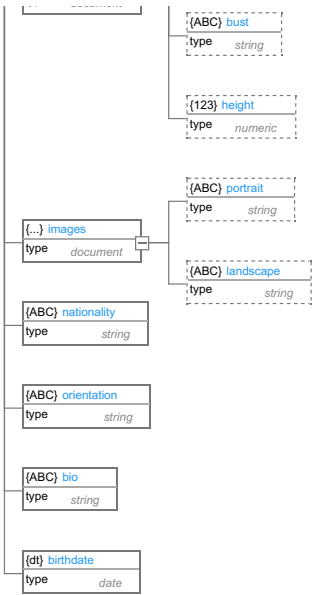 document
{ABC} bust
type string
{123} height
type numeric
{ABC} portrait
type string
{...} images
type document
{ABC} landscape
type string
{ABC} nationality
type string
{ABC} orientation
type string
{ABC} bio
type string
{dt} birthdate
type date